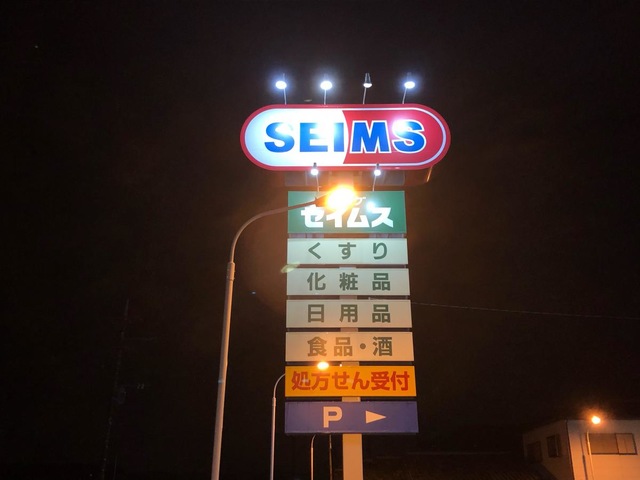 SEIMS
セイムス
くすり
化粧品
日用品
食品・酒
処方せん受付
P